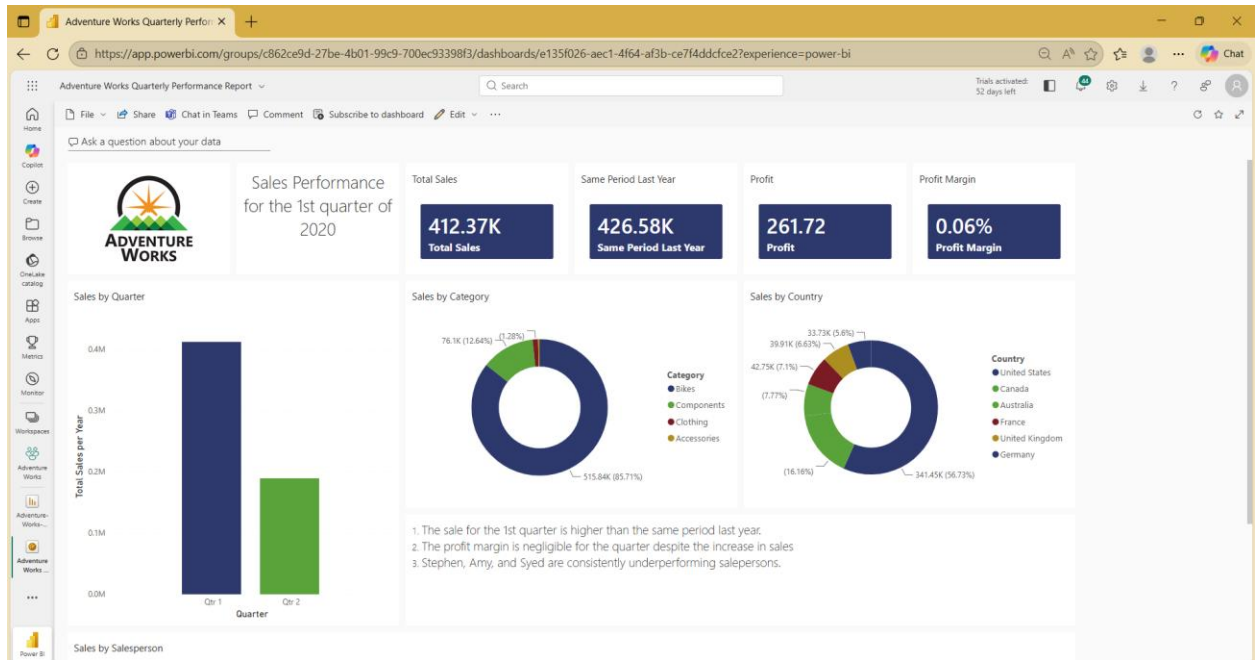 Adventure Works Quarterly Perfor
https://app.powerbi.com/groups/c862ce9d-27be-4b01-99c9-700ec93398f3/dashboards/e135f026-aec1-4f64-af3b-ce7f4ddcfce2?experience=power-bi
Chat
Adventure Works Quarterly Performance Report
Search
Trials activated:
52 days left
44
R
File
Share
Chat in Teams
Comment
Subscribe to dashboard
Edit
Ask a question about your data
Home
Copilot
Create
Browse
OneLake
catalog
Apps
Metrics
Monitor
Workspaces
Adventure
Works
Adventure-
Works-...
Adventure
Works ...
Power BI
ADVENTURE
WORKS
Sales Performance
for the 1st quarter of
2020
Total Sales
412.37K
Total Sales
Same Period Last Year
426.58K
Same Period Last Year
Profit
261.72
Profit
Profit Margin
0.06%
Profit Margin
Sales by Quarter
Total Sales per Year
0.4M
0.3M
0.2M
0.1M
0.0M
Qtr 1
Qtr 2
Quarter
Sales by Category
76.1K (12.64%)
(1.28%)
515.84K (85.71%)
Category
Bikes
Components
Clothing
Accessories
Sales by Country
33.73K (5.6%)
39.91K (6.63%)
42.75K (7.1%)
(7.77%)
(16.16%)
341.45K (56.73%)
Country
United States
Canada
Australia
France
United Kingdom
Germany
1. The sale for the 1st quarter is higher than the same period last year.
2. The profit margin is negligible for the quarter despite the increase in sales
3. Stephen, Amy, and Syed are consistently underperforming salepersons.
Sales by Salesperson